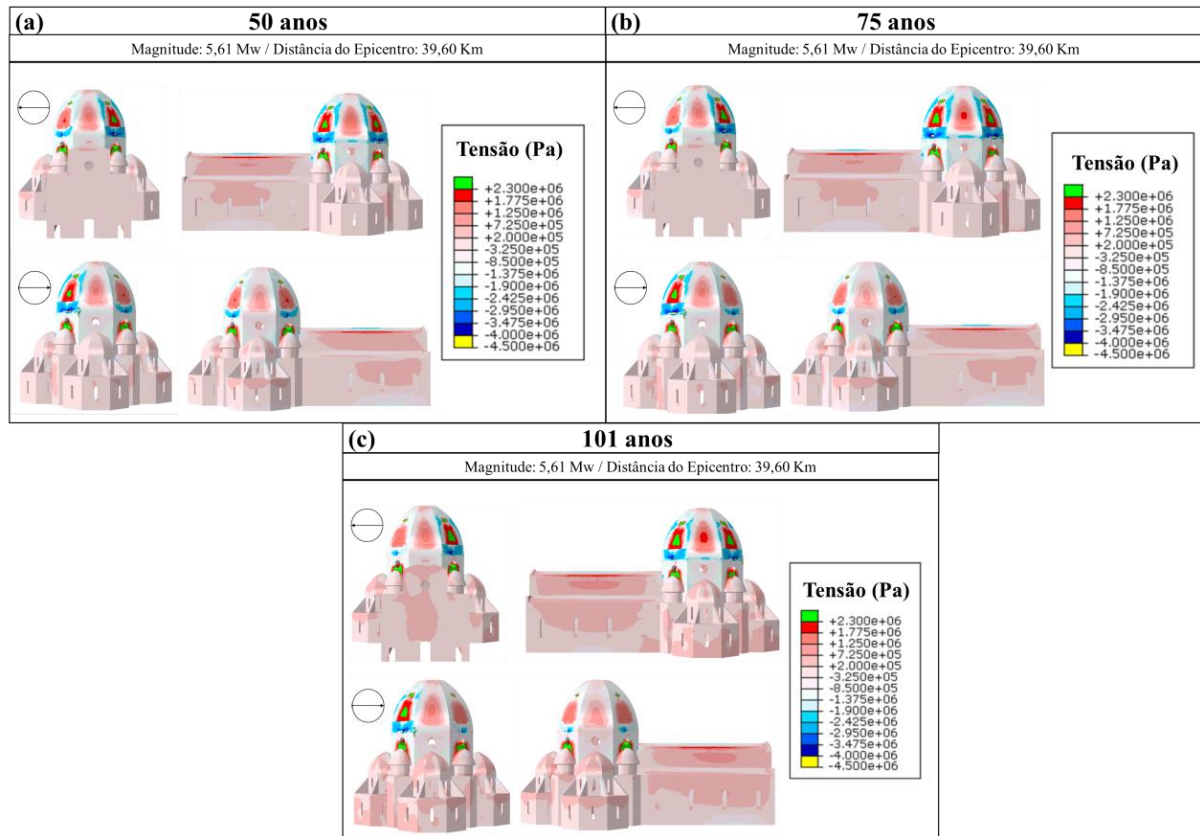 (a) 50 anos
Magnitude: 5,61 Mw / Distância do Epicentro: 39,60 Km
Tensão (Pa)
+2.300e+06
+1.775e+06
+1.250e+06
+7.250e+05
+2.000e+05
-3.250e+05
-8.500e+05
-1.375e+06
-1.900e+06
-2.425e+06
-2.950e+06
-3.475e+06
-4.000e+06
-4.500e+06
(b) 75 anos
Magnitude: 5,61 Mw / Distância do Epicentro: 39,60 Km
Tensão (Pa)
+2.300e+06
+1.775e+06
+1.250e+06
+7.250e+05
+2.000e+05
-3.250e+05
-8.500e+05
-1.375e+06
-1.900e+06
-2.425e+06
-2.950e+06
-3.475e+06
-4.000e+06
-4.500e+06
(c) 101 anos
Magnitude: 5,61 Mw / Distância do Epicentro: 39,60 Km
Tensão (Pa)
+2.300e+06
+1.775e+06
+1.250e+06
+7.250e+05
+2.000e+05
-3.250e+05
-8.500e+05
-1.375e+06
-1.900e+06
-2.425e+06
-2.950e+06
-3.475e+06
-4.000e+06
-4.500e+06